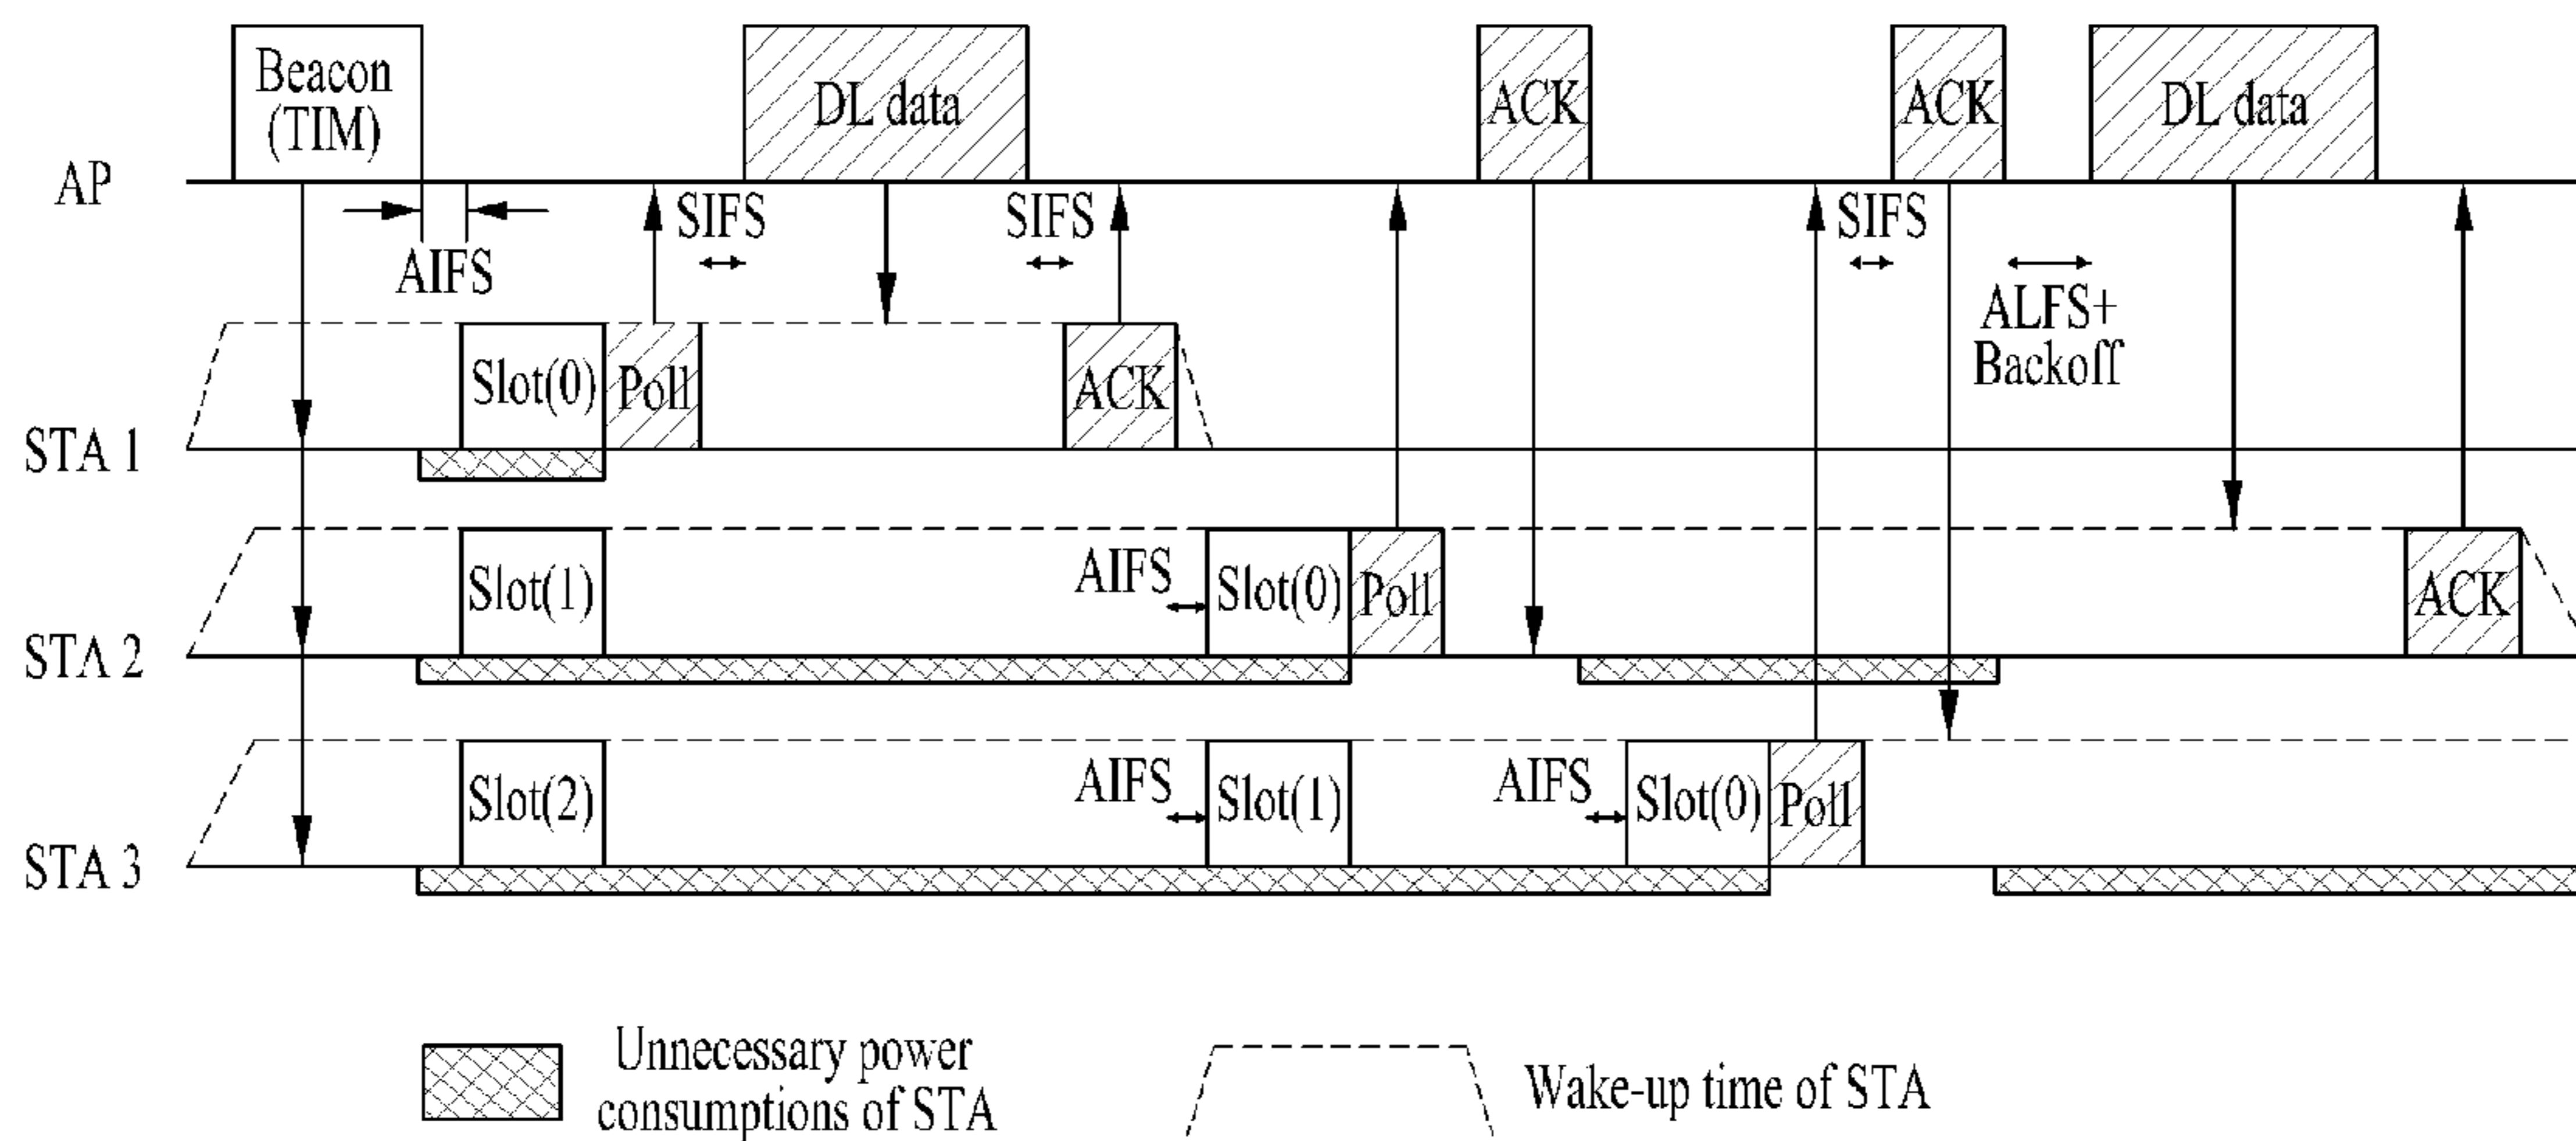 Beacon
(TIM)
DL data
ACK
ACK
DL data
AP
SIFS
SIFS
SIFS
AIFS
ALFS+
Backoff
Slot(0)
Poll
ACK
STA 1
AIFS
Slot(1)
Slot(0)
Poll
ACK
STA 2
AIFS
AIFS
Slot(2)
Slot(1)
Slot(0)
Poll
STA 3
Unnecessary power
consumptions of STA
Wake-up time of STA